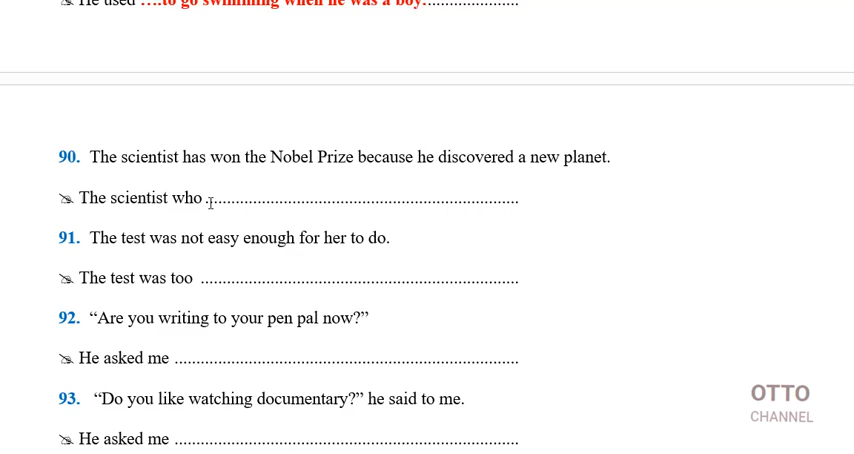 He used ….to go swimming when he was a boy......................
90. The scientist has won the Nobel Prize because he discovered a new planet.
The scientist who ........................................................................
91. The test was not easy enough for her to do.
The test was too .........................................................................
92. “Are you writing to your pen pal now?”
He asked me ...............................................................................
93. “Do you like watching documentary?” he said to me.
He asked me ...............................................................................
OTTO
CHANNEL